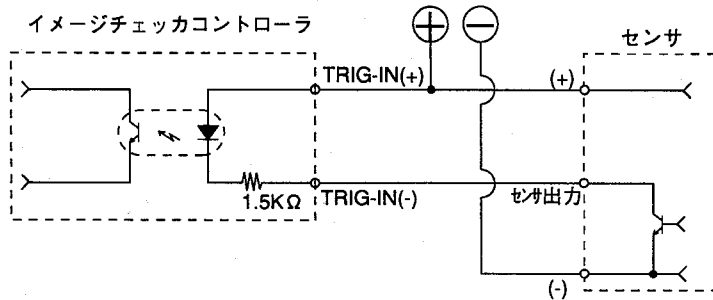 イメージチェッカコントローラ
センサ
TRIG-IN(+)
(+)
1.5KΩ
TRIG-IN(-)
センサ出力
(-)